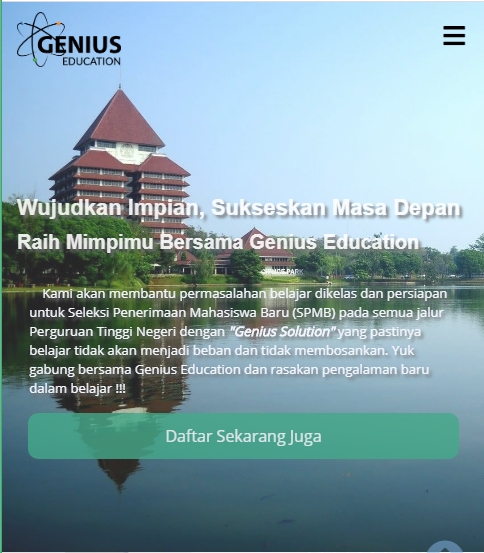 GENIUS
EDUCATION
Wujudkan Impian, Sukseskan Masa Depan
Raih Mimpimu Bersama Genius Education
Kami akan membantu permasalahan belajar dikelas dan persiapan
untuk Seleksi Penerimaan Mahasiswa Baru (SPMB) pada semua jalur
Perguruan Tinggi Negeri dengan "Genius Solution" yang pastinya
belajar tidak akan menjadi beban dan tidak membosankan. Yuk
gabung bersama Genius Education dan rasakan pengalaman baru
dalam belajar !!!
Daftar Sekarang Juga